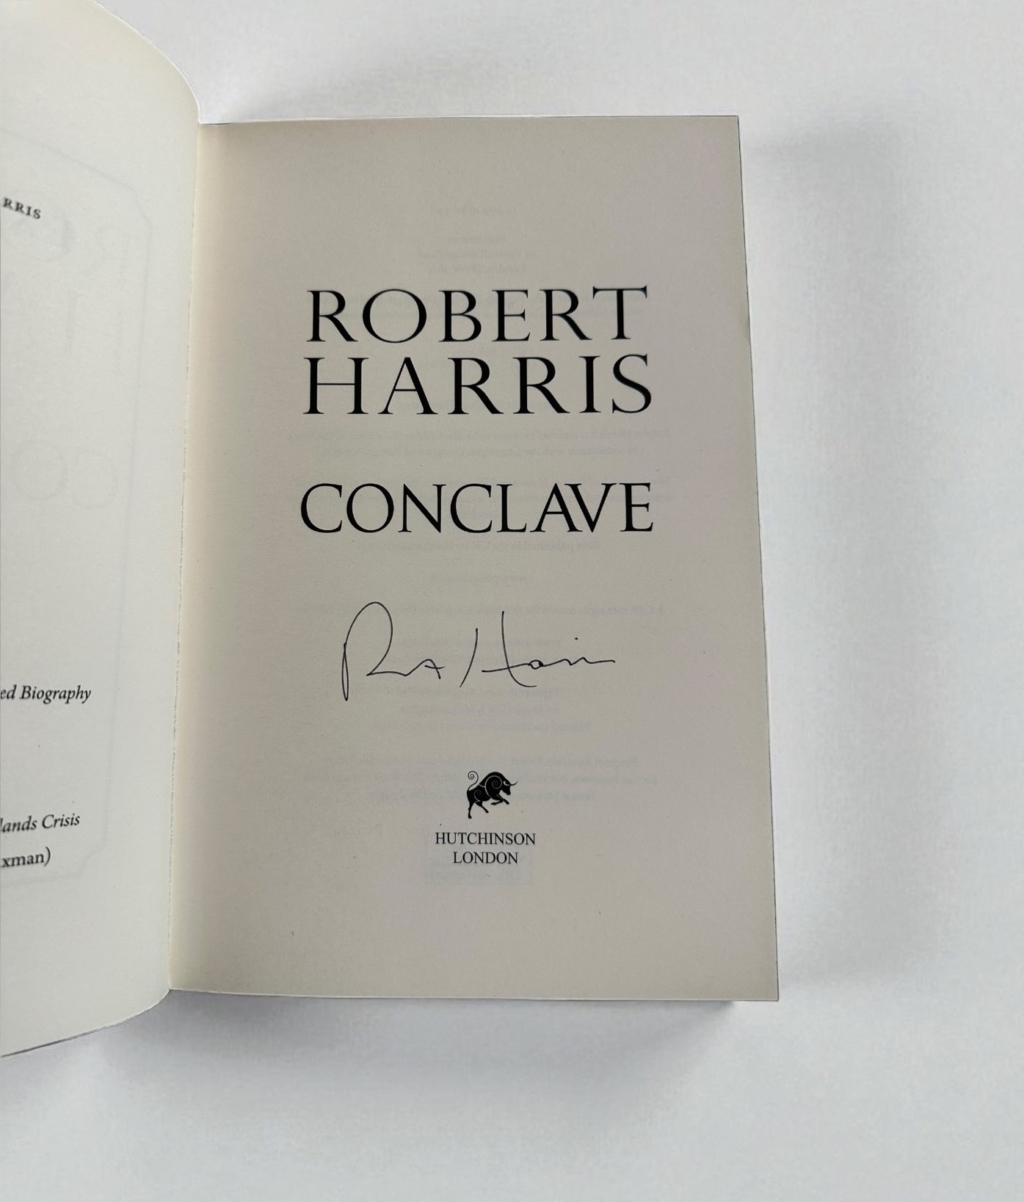 RRIS
ed Biography
lands Crisis
xman)
ROBERT
HARRIS
CONCLAVE
HUTCHINSON
LONDON